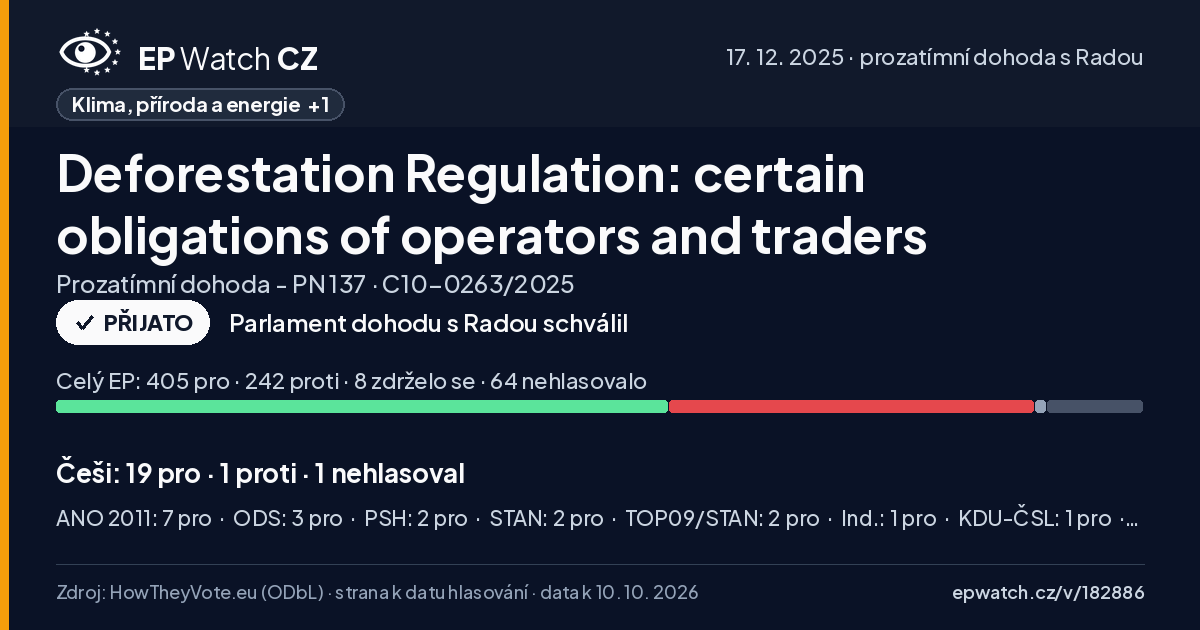 EP Watch CZ
17. 12. 2025 · prozatímní dohoda s Radou
Klima, příroda a energie +1
Deforestation Regulation: certain
obligations of operators and traders
Prozatímní dohoda – PN 137 · C10–0263/2025
✓ PŘIJATO Parlament dohodu s Radou schválil
Celý EP: 405 pro · 242 proti · 8 zdrželo se · 64 nehlasovalo
Češi: 19 pro · 1 proti · 1 nehlasoval
ANO 2011: 7 pro · ODS: 3 pro · PSH: 2 pro · STAN: 2 pro · TOP09/STAN: 2 pro · Ind.: 1 pro · KDU-ČSL: 1 pro ·…
Zdroj: HowTheyVote.eu (ODbL) · strana k datu hlasování · data k 10. 10. 2026
epwatch.cz/v/182886